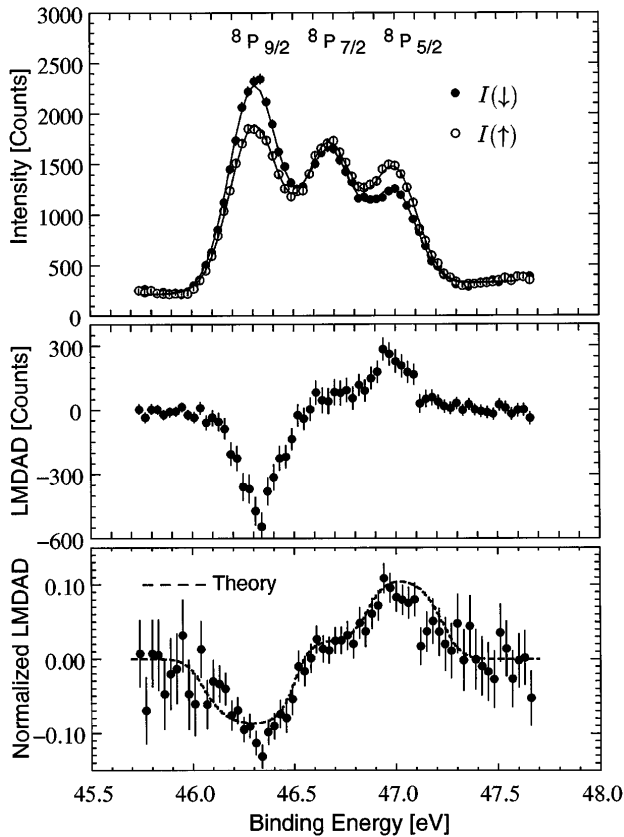 3000
2500
2000
1500
1000
500
0
Intensity [Counts]
⁸P₉/₂ ⁸P₇/₂ ⁸P₅/₂
I(↓)
I(↑)
300
0
−300
−600
LMDAD [Counts]
0.10
0.00
−0.10
Normalized LMDAD
Theory
45.5 46.0 46.5 47.0 47.5 48.0
Binding Energy [eV]